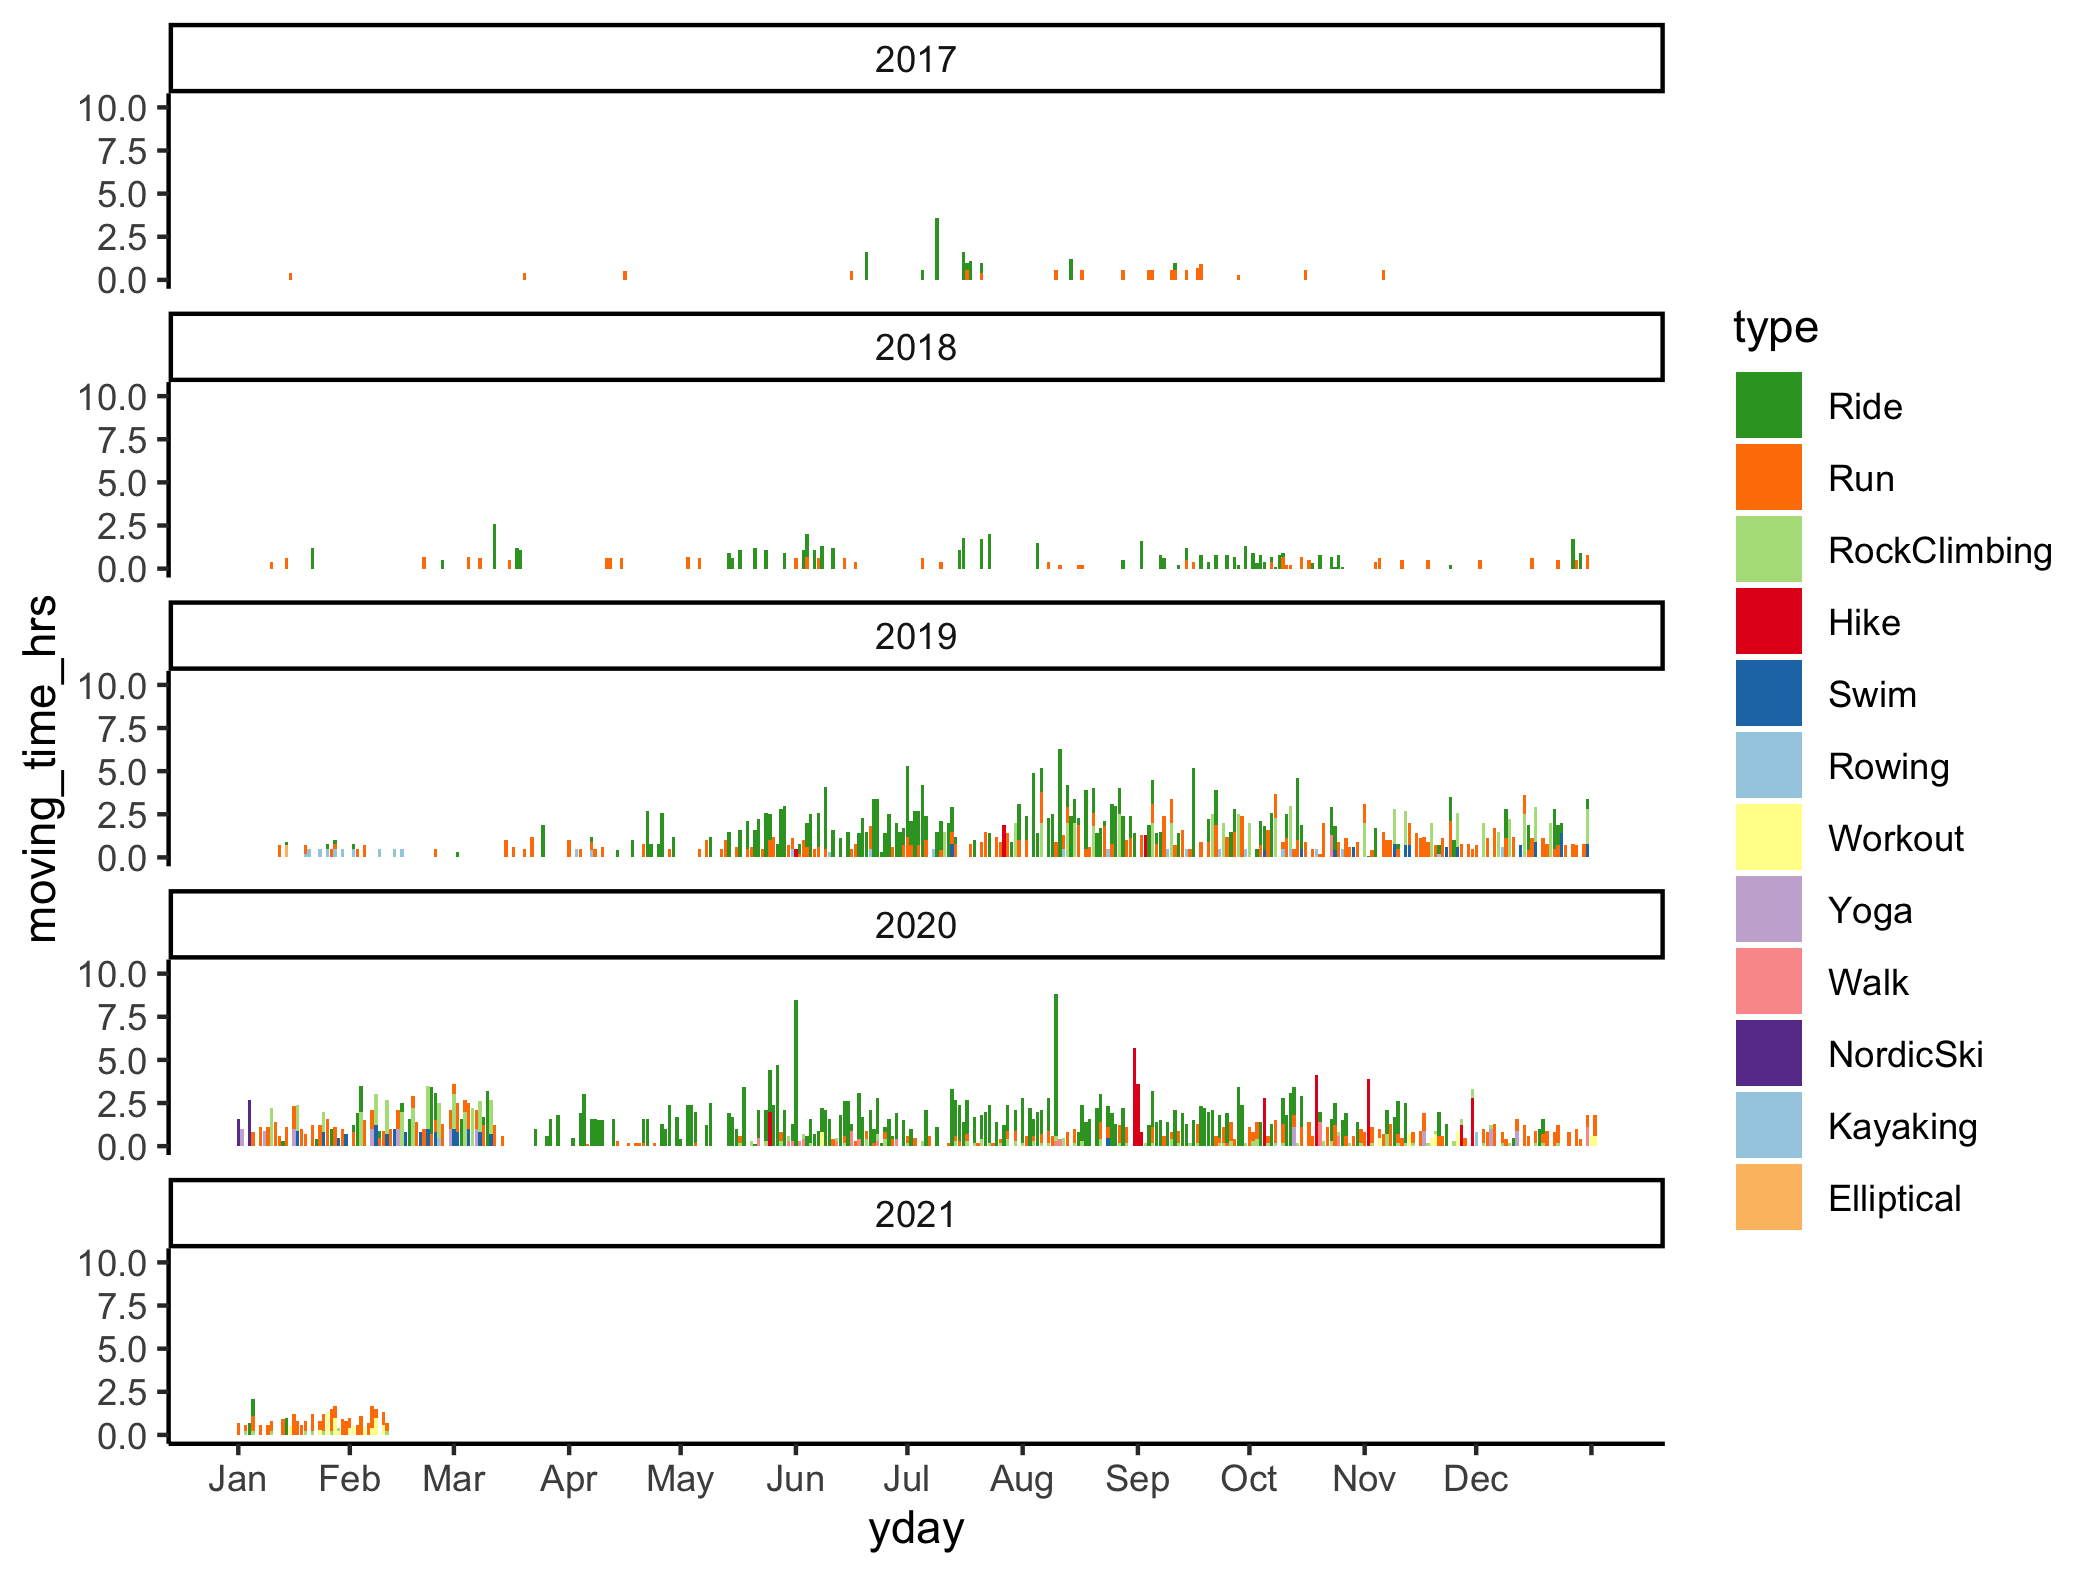 2017
10.0
7.5
5.0
2.5
0.0
2018
10.0
7.5
5.0
2.5
0.0
2019
10.0
7.5
5.0
2.5
0.0
2020
10.0
7.5
5.0
2.5
0.0
2021
10.0
7.5
5.0
2.5
0.0
moving_time_hrs
Jan Feb Mar Apr May Jun Jul Aug Sep Oct Nov Dec
yday
type
Ride
Run
RockClimbing
Hike
Swim
Rowing
Workout
Yoga
Walk
NordicSki
Kayaking
Elliptical